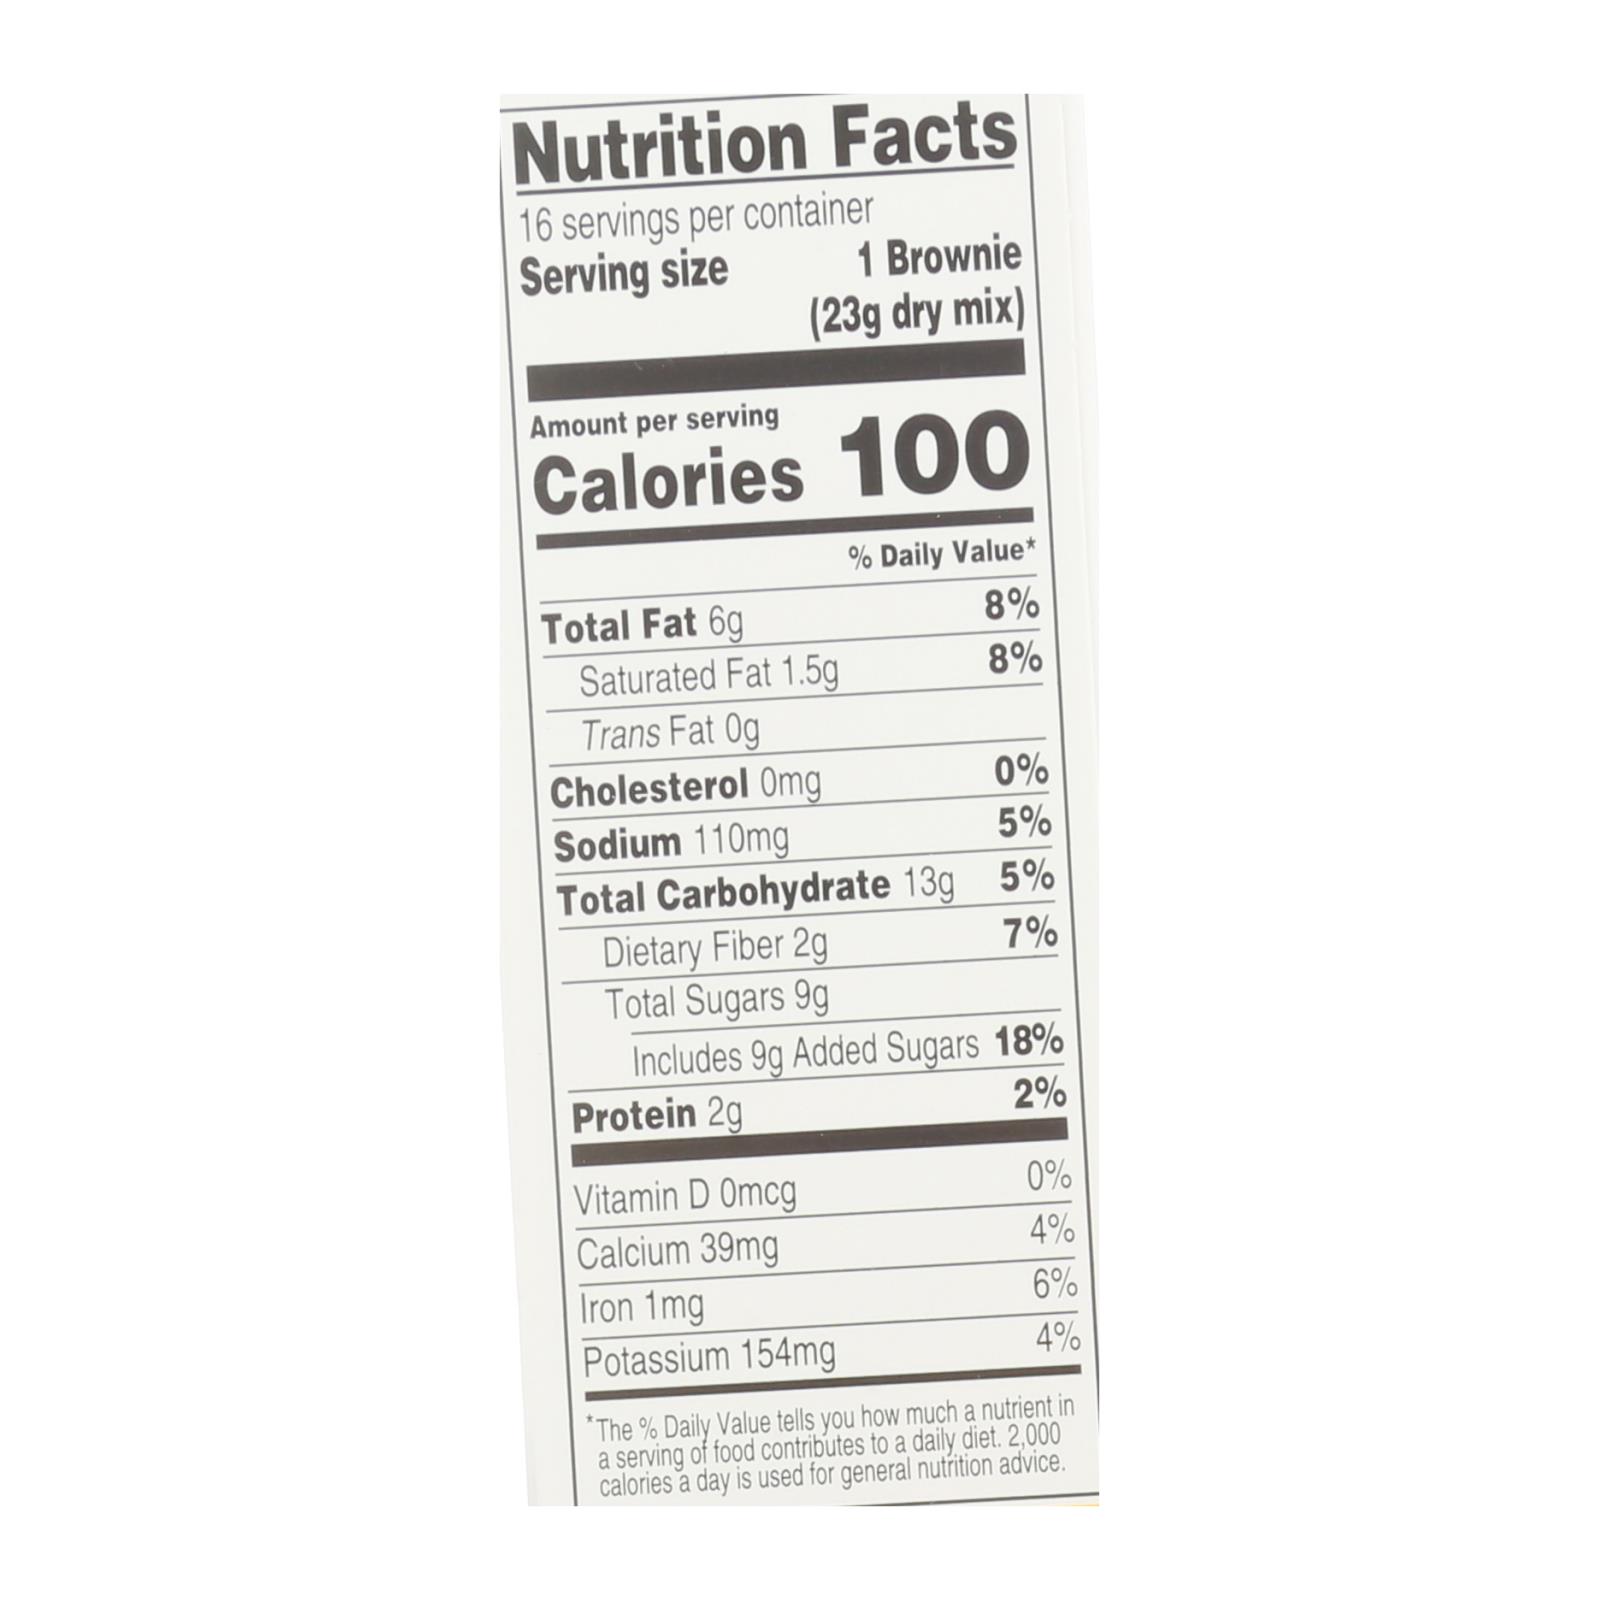 Nutrition Facts
16 servings per container
Serving size 1 Brownie
(23g dry mix)
Amount per serving
Calories 100
% Daily Value*
Total Fat 6g 8%
Saturated Fat 1.5g 8%
Trans Fat 0g
Cholesterol 0mg 0%
Sodium 110mg 5%
Total Carbohydrate 13g 5%
Dietary Fiber 2g 7%
Total Sugars 9g
Includes 9g Added Sugars 18%
Protein 2g 2%
Vitamin D 0mcg 0%
Calcium 39mg 4%
Iron 1mg 6%
Potassium 154mg 4%
*The % Daily Value tells you how much a nutrient in
a serving of food contributes to a daily diet. 2,000
calories a day is used for general nutrition advice.